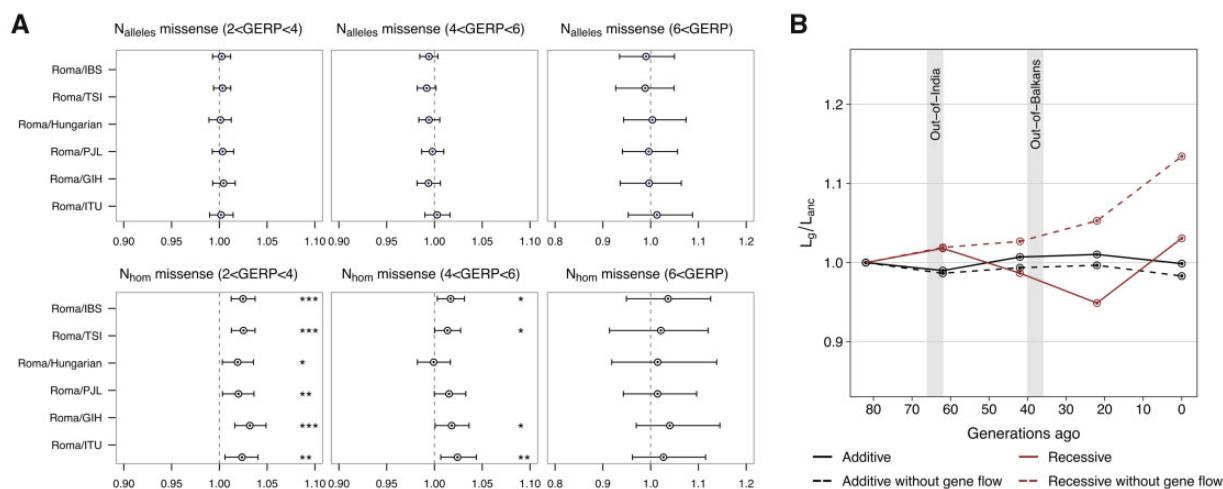 A
N_alleles missense (2<GERP<4)
N_alleles missense (4<GERP<6)
N_alleles missense (6<GERP)
Roma/IBS
Roma/TSI
Roma/Hungarian
Roma/PJL
Roma/GIH
Roma/ITU
0.90 0.95 1.00 1.05 1.10
0.90 0.95 1.00 1.05 1.10
0.8 0.9 1.0 1.1 1.2
N_hom missense (2<GERP<4)
N_hom missense (4<GERP<6)
N_hom missense (6<GERP)
Roma/IBS
*** *
Roma/TSI
*** *
Roma/Hungarian
*
Roma/PJL
**
Roma/GIH
*** *
Roma/ITU
** **
0.90 0.95 1.00 1.05 1.10
0.90 0.95 1.00 1.05 1.10
0.8 0.9 1.0 1.1 1.2
B
L_g/L_anc
1.2
1.1
1.0
0.9
Out-of-India
Out-of-Balkans
80 70 60 50 40 30 20 10 0
Generations ago
Additive
Recessive
Additive without gene flow
Recessive without gene flow